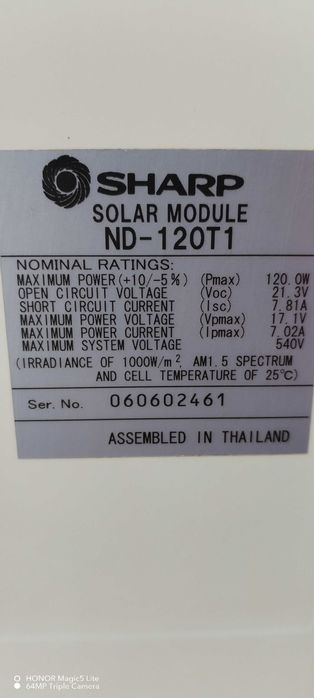 SHARP
SOLAR MODULE
ND-120T1
NOMINAL RATINGS:
MAXIMUM POWER(+10/-5%) (Pmax) 120.0W
OPEN CIRCUIT VOLTAGE (Voc) 21.3V
SHORT CIRCUIT CURRENT (Isc) 7.81A
MAXIMUM POWER VOLTAGE (Vpmax) 17.1V
MAXIMUM POWER CURRENT (Ipmax) 7.02A
MAXIMUM SYSTEM VOLTAGE 540V
(IRRADIANCE OF 1000W/m², AM1.5 SPECTRUM
AND CELL TEMPERATURE OF 25℃)
Ser. No. 060602461
ASSEMBLED IN THAILAND
HONOR Magic5 Lite
64MP Triple Camera